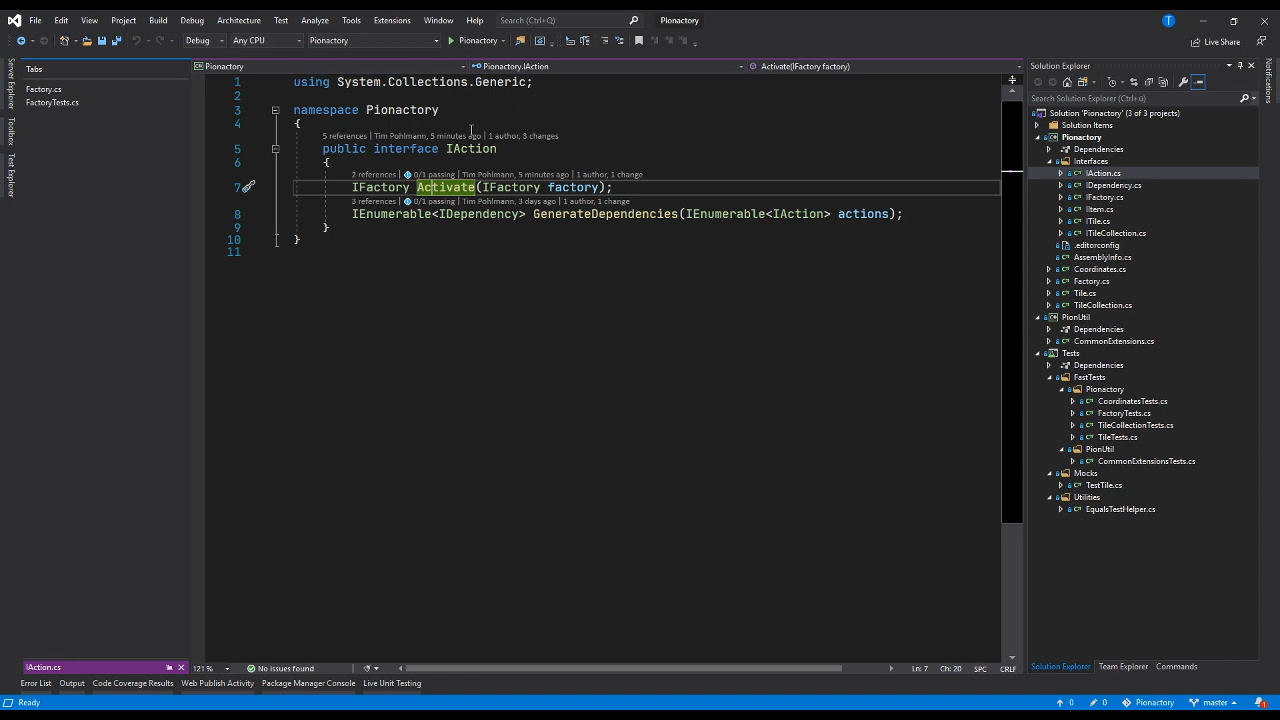 File Edit View Project Build Debug Architecture Test Analyze Tools Extensions Window Help Search (Ctrl+Q) Pionactory T
Debug Any CPU Pionactory Pionactory Live Share
Server Explorer
Toolbox
Test Explorer
Tabs
Factory.cs
FactoryTests.cs
IAction.cs
Pionactory Pionactory.IAction Activate(IFactory factory)
1 using System.Collections.Generic;
2
3 namespace Pionactory
4 {
5 references | Tim Pohlmann, 5 minutes ago | 1 author, 3 changes
5 public interface IAction
6 {
2 references | 0/1 passing | Tim Pohlmann, 5 minutes ago | 1 author, 1 change
7 IFactory Activate(IFactory factory);
3 references | 0/1 passing | Tim Pohlmann, 3 days ago | 1 author, 1 change
8 IEnumerable<IDependency> GenerateDependencies(IEnumerable<IAction> actions);
9 }
10 }
11
121 % No issues found Ln: 7 Ch: 20 SPC CRLF
Solution Explorer
Search Solution Explorer (Ctrl+;)
Solution 'Pionactory' (3 of 3 projects)
Solution Items
Pionactory
Dependencies
Interfaces
IAction.cs
IDependency.cs
IFactory.cs
IItem.cs
ITile.cs
ITileCollection.cs
.editorconfig
AssemblyInfo.cs
Coordinates.cs
Factory.cs
Tile.cs
TileCollection.cs
PionUtil
Dependencies
CommonExtensions.cs
Tests
Dependencies
FastTests
Pionactory
CoordinatesTests.cs
FactoryTests.cs
TileCollectionTests.cs
TileTests.cs
PionUtil
CommonExtensionsTests.cs
Mocks
TestTile.cs
Utilities
EqualsTestHelper.cs
Solution Explorer Team Explorer Commands
Notifications
Error List Output Code Coverage Results Web Publish Activity Package Manager Console Live Unit Testing
Ready 0 0 Pionactory master 1